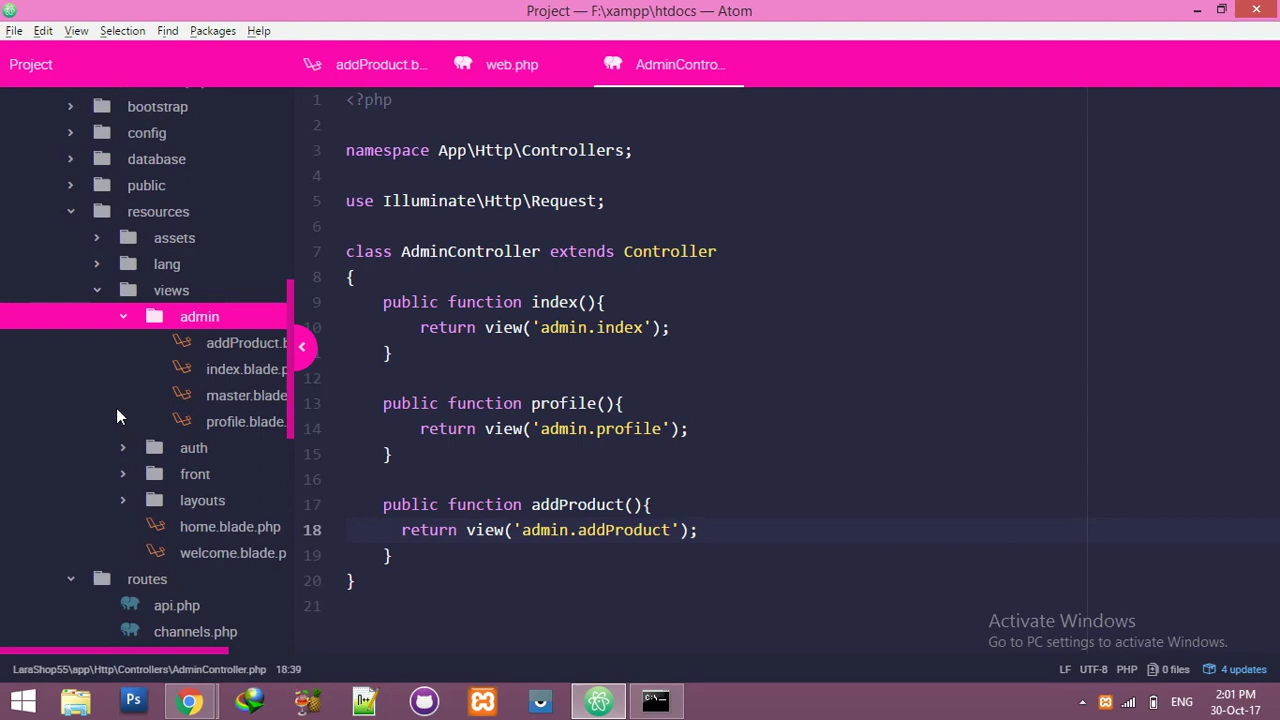 Project — F:\xampp\htdocs — Atom
File Edit View Selection Find Packages Help
Project
addProduct.b...
web.php
AdminContro...
bootstrap
config
database
public
resources
assets
lang
views
admin
addProduct.b
index.blade.p
master.blade
profile.blade.
auth
front
layouts
home.blade.php
welcome.blade.p
routes
api.php
channels.php
1 <?php
2
3 namespace App\Http\Controllers;
4
5 use Illuminate\Http\Request;
6
7 class AdminController extends Controller
8 {
9 public function index(){
10 return view('admin.index');
}
12
13 public function profile(){
14 return view('admin.profile');
15 }
16
17 public function addProduct(){
18 return view('admin.addProduct');
19 }
20 }
21
Activate Windows
Go to PC settings to activate Windows.
LaraShop55\app\Http\Controllers\AdminController.php 18:39
LF UTF-8 PHP 0 files 4 updates
Ps
ENG
2:01 PM
30-Oct-17